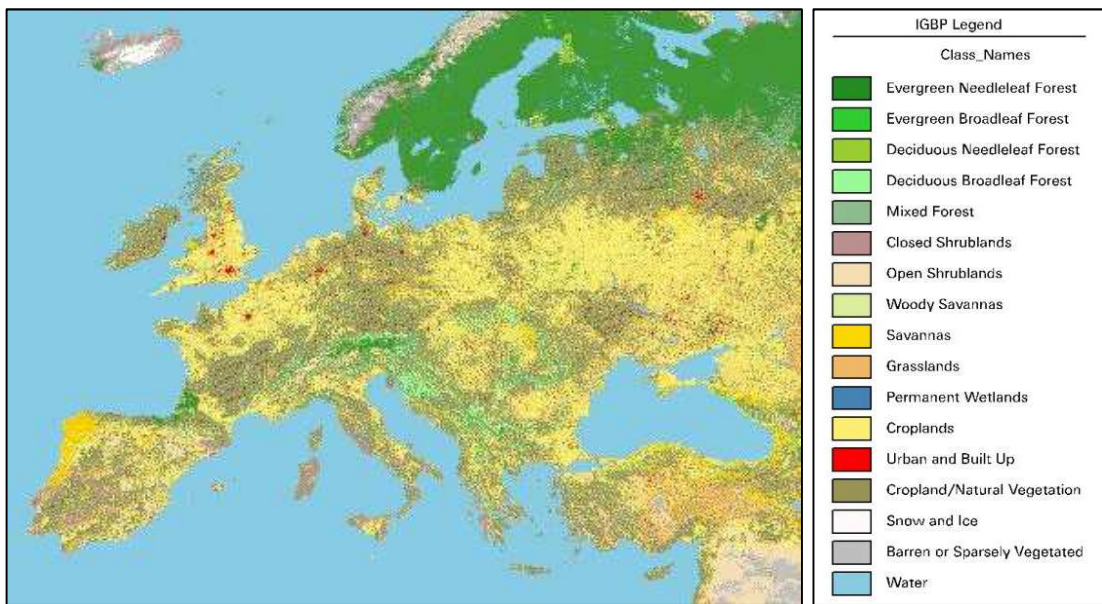 IGBP Legend
Class_Names
Evergreen Needleleaf Forest
Evergreen Broadleaf Forest
Deciduous Needleleaf Forest
Deciduous Broadleaf Forest
Mixed Forest
Closed Shrublands
Open Shrublands
Woody Savannas
Savannas
Grasslands
Permanent Wetlands
Croplands
Urban and Built Up
Cropland/Natural Vegetation
Snow and Ice
Barren or Sparsely Vegetated
Water